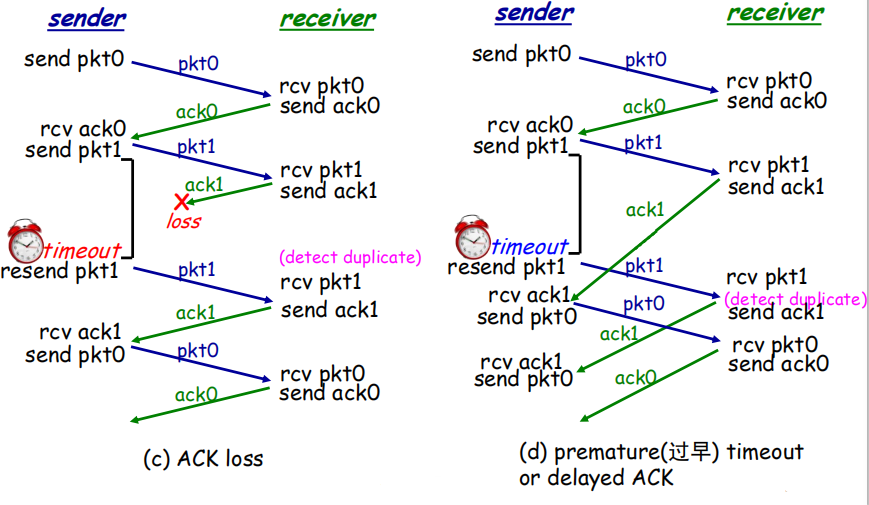 sender
receiver
send pkt0
pkt0
rcv pkt0
send ack0
ack0
rcv ack0
send pkt1
pkt1
rcv pkt1
send ack1
ack1
X
loss
timeout
resend pkt1
pkt1
(detect duplicate)
rcv pkt1
send ack1
ack1
rcv ack1
send pkt0
pkt0
rcv pkt0
send ack0
ack0
(c) ACK loss
sender
receiver
send pkt0
pkt0
rcv pkt0
send ack0
ack0
rcv ack0
send pkt1
pkt1
rcv pkt1
send ack1
ack1
timeout
resend pkt1
pkt1
rcv pkt1
(detect duplicate)
send ack1
rcv ack1
send pkt0
pkt0
ack1
rcv pkt0
send ack0
rcv ack1
send pkt0
ack0
(d) premature(过早) timeout
or delayed ACK